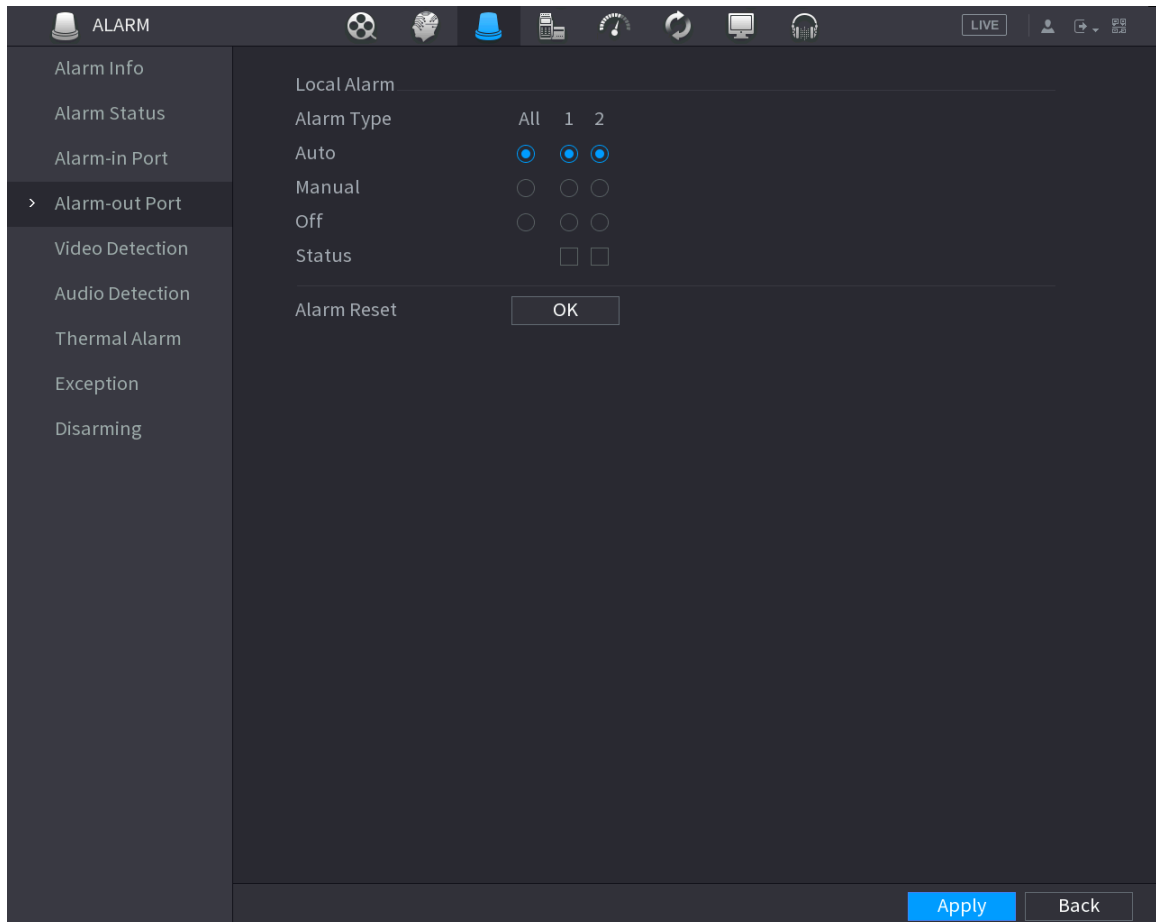 ALARM
LIVE
Alarm Info
Alarm Status
Alarm-in Port
Alarm-out Port
Video Detection
Audio Detection
Thermal Alarm
Exception
Disarming
Local Alarm
Alarm Type All 1 2
Auto
Manual
Off
Status
Alarm Reset OK
Apply Back